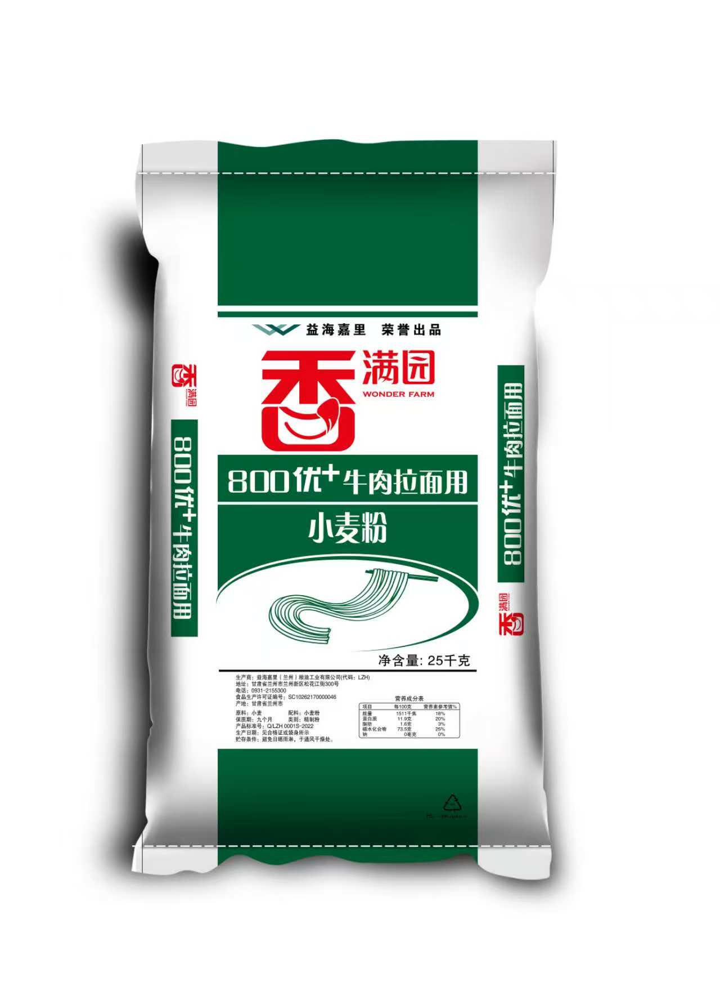 益海嘉里 荣誉出品
香满园
WONDER FARM
800优+牛肉拉面用
小麦粉
净含量: 25千克
生产商：益海嘉里（兰州）粮油工业有限公司(代码：LZH)
地址：甘肃省兰州市兰州新区松花江街300号
电话：0931-2155300
食品生产许可证编号：SC10262170000046
产地：甘肃省兰州市
原料：小麦 配料：小麦粉
保质期：九个月 类别：精制粉
产品标准号：Q/LZH 0001S-2022
生产日期：见合格证或袋身所示
贮存条件：避免日晒雨淋，于通风干燥处。
营养成分表
项目 每100克 营养素参考值%
能量 1511千焦 18%
蛋白质 11.9克 20%
脂肪 1.6克 3%
碳水化合物 73.5克 25%
钠 0毫克 0%
香满园
800优+牛肉拉面用
800优+牛肉拉面用
香满园